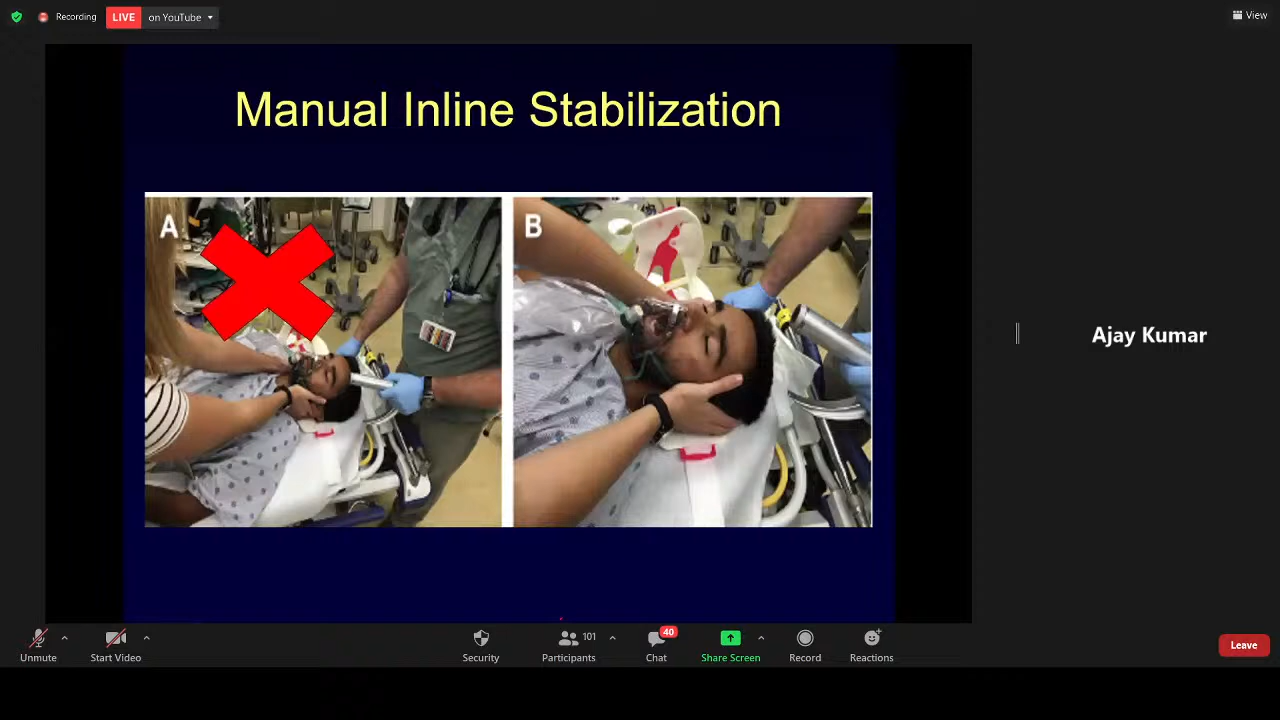 Recording LIVE on YouTube
View
Manual Inline Stabilization
A
B
Ajay Kumar
101
40
Unmute
Start Video
Security
Participants
Chat
Share Screen
Record
Reactions
Leave